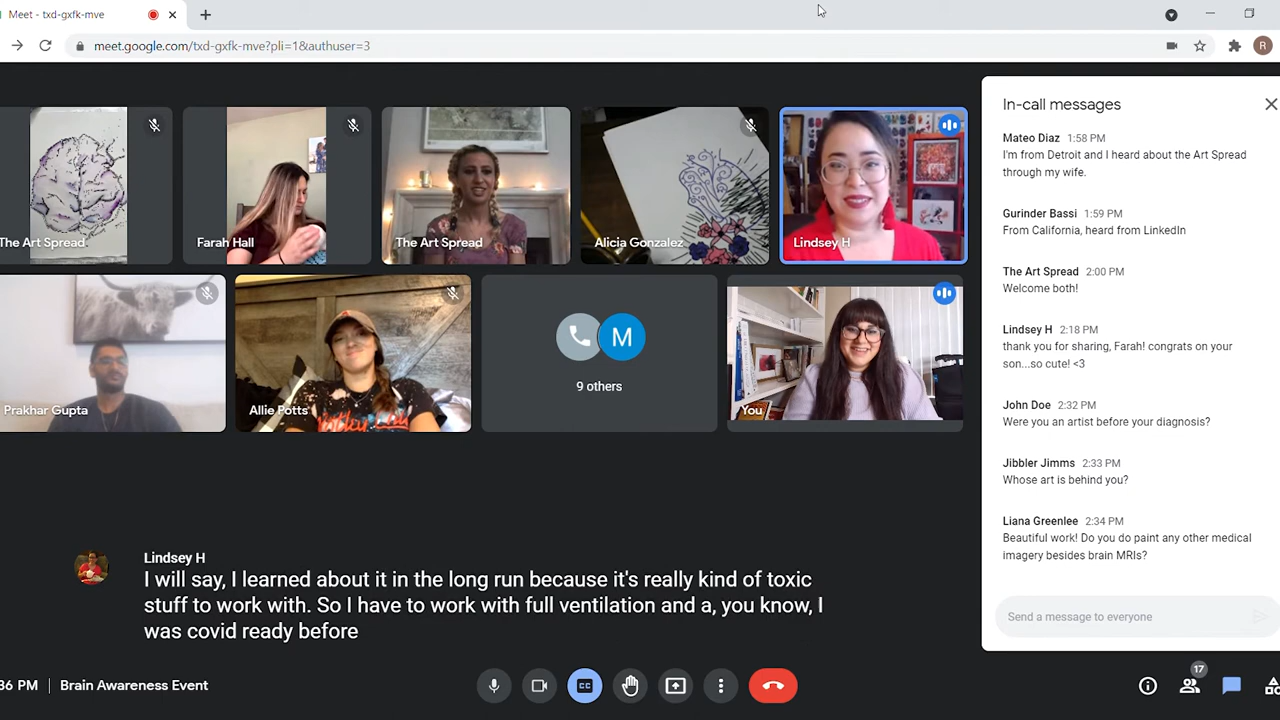 Meet - txd-gxfk-mve
meet.google.com/txd-gxfk-mve?pli=1&authuser=3
R
The Art Spread
Farah Hall
The Art Spread
Alicia Gonzalez
Lindsey H
Prakhar Gupta
Allie Potts
M
9 others
You
In-call messages
Mateo Diaz 1:58 PM
I'm from Detroit and I heard about the Art Spread
through my wife.
Gurinder Bassi 1:59 PM
From California, heard from LinkedIn
The Art Spread 2:00 PM
Welcome both!
Lindsey H 2:18 PM
thank you for sharing, Farah! congrats on your
son...so cute! <3
John Doe 2:32 PM
Were you an artist before your diagnosis?
Jibbler Jimms 2:33 PM
Whose art is behind you?
Liana Greenlee 2:34 PM
Beautiful work! Do you do paint any other medical
imagery besides brain MRIs?
Send a message to everyone
Lindsey H
I will say, I learned about it in the long run because it's really kind of toxic
stuff to work with. So I have to work with full ventilation and a, you know, I
was covid ready before
36 PM | Brain Awareness Event
CC
17